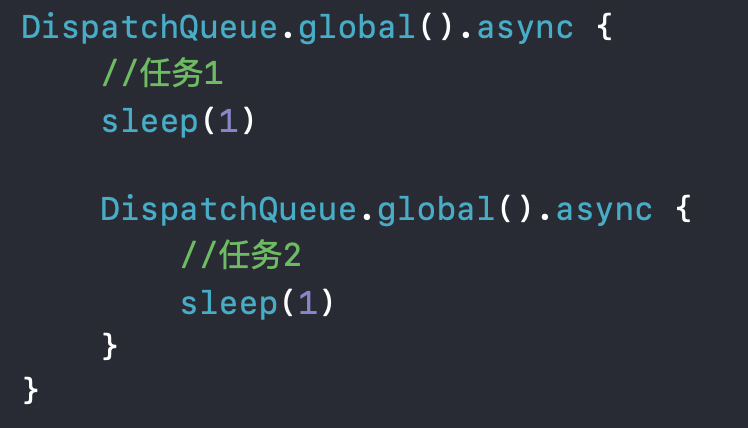 DispatchQueue.global().async {
    //任务1
    sleep(1)
    DispatchQueue.global().async {
        //任务2
        sleep(1)
    }
}